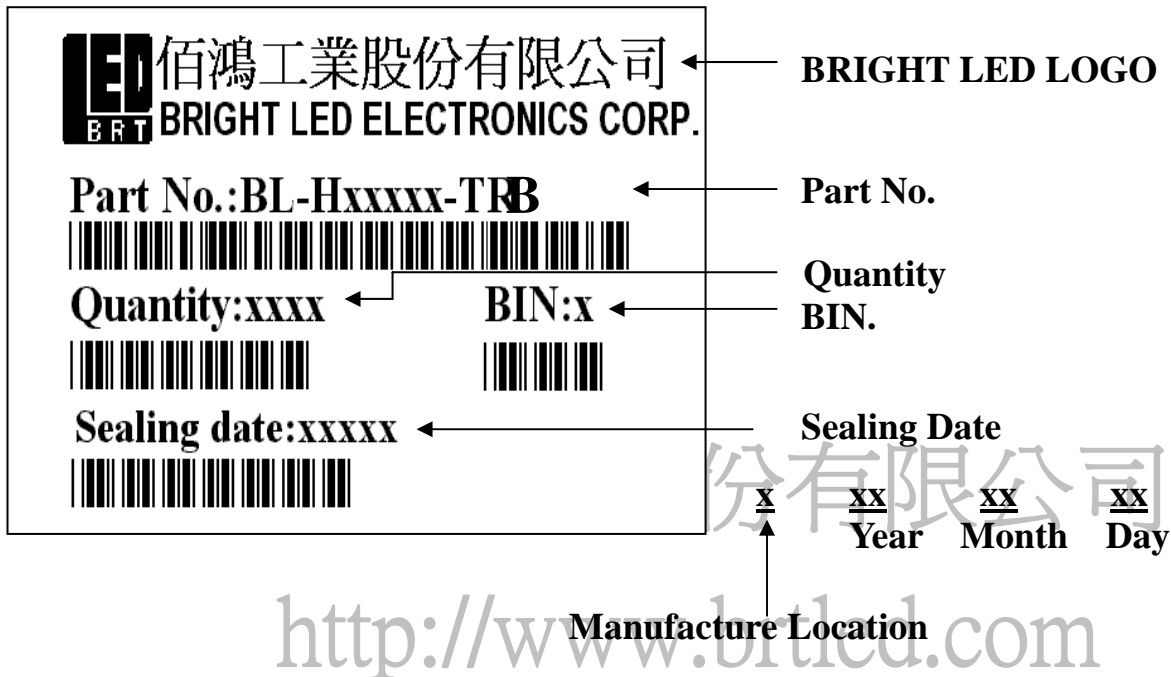 LED 佰鴻工業股份有限公司
BRT BRIGHT LED ELECTRONICS CORP.
BRIGHT LED LOGO
Part No.:BL-Hxxxxx-TRB
Part No.
Quantity:xxxx
BIN:x
Quantity
BIN.
Sealing date:xxxxx
Sealing Date
份有限公司
x xx xx xx
Year Month Day
Manufacture Location
http://www.brtled.com